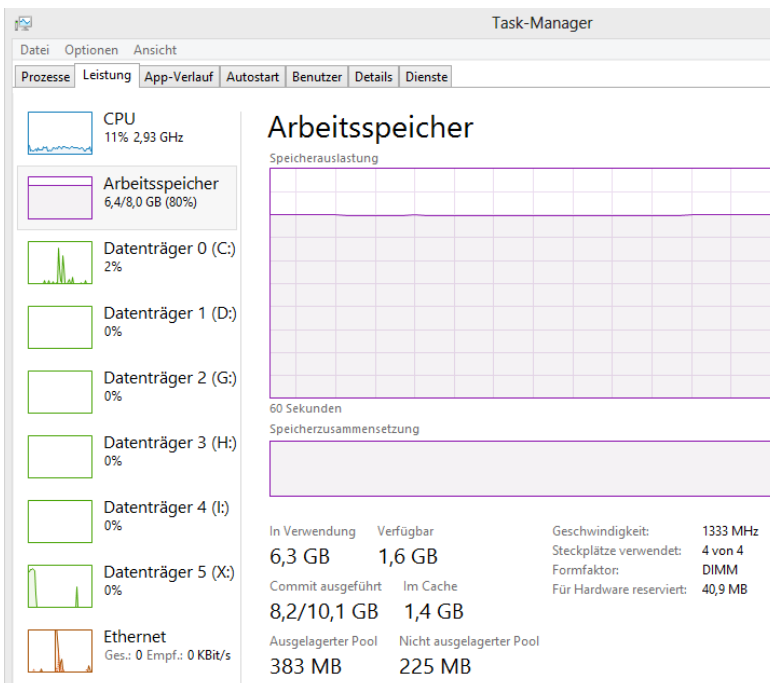 Task-Manager
Datei Optionen Ansicht
Prozesse Leistung App-Verlauf Autostart Benutzer Details Dienste
CPU
11% 2,93 GHz
Arbeitsspeicher
6,4/8,0 GB (80%)
Datenträger 0 (C:)
2%
Datenträger 1 (D:)
0%
Datenträger 2 (G:)
0%
Datenträger 3 (H:)
0%
Datenträger 4 (I:)
0%
Datenträger 5 (X:)
0%
Ethernet
Ges.: 0 Empf.: 0 KBit/s
Arbeitsspeicher
Speicherauslastung
60 Sekunden
Speicherzusammensetzung
In Verwendung Verfügbar
6,3 GB 1,6 GB
Commit ausgeführt Im Cache
8,2/10,1 GB 1,4 GB
Ausgelagerter Pool Nicht ausgelagerter Pool
383 MB 225 MB
Geschwindigkeit: 1333 MHz
Steckplätze verwendet: 4 von 4
Formfaktor: DIMM
Für Hardware reserviert: 40,9 MB